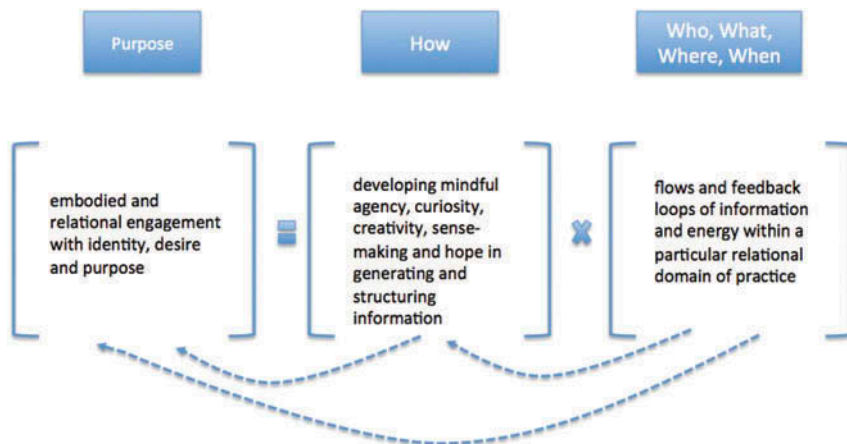 Purpose
How
Who, What,
Where, When
embodied and
relational engagement
with identity, desire
and purpose
=
developing mindful
agency, curiosity,
creativity, sense-
making and hope in
generating and
structuring
information
×
flows and feedback
loops of information
and energy within a
particular relational
domain of practice